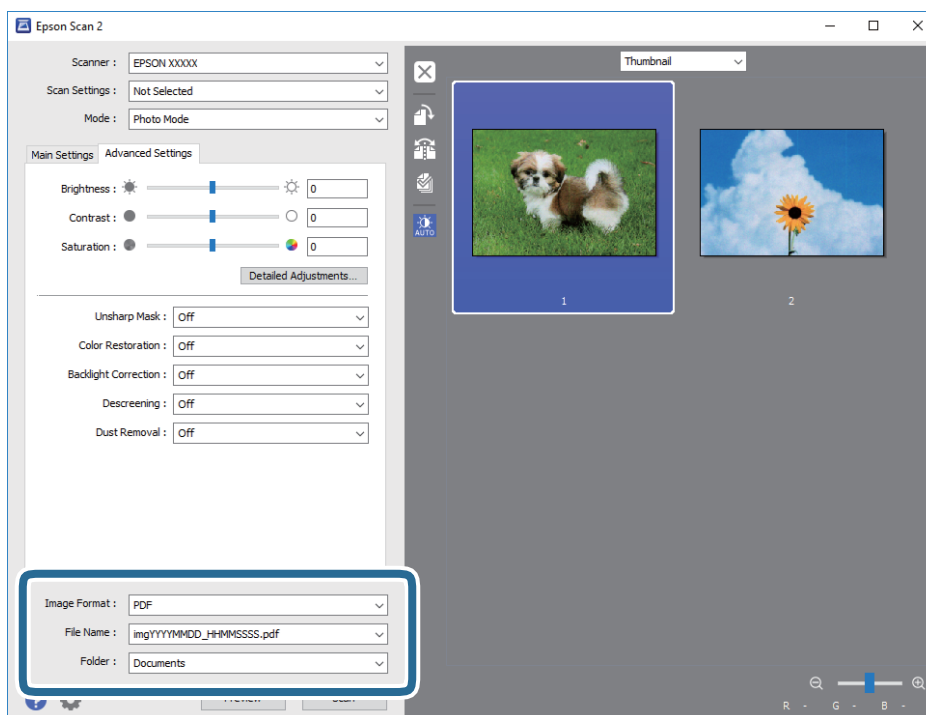 Epson Scan 2
Scanner : EPSON XXXXX
Scan Settings : Not Selected
Mode : Photo Mode
Main Settings Advanced Settings
Brightness : 0
Contrast : 0
Saturation : 0
Detailed Adjustments...
Unsharp Mask : Off
Color Restoration : Off
Backlight Correction : Off
Descreening : Off
Dust Removal : Off
Image Format : PDF
File Name : imgYYYYMMDD_HHMMSSSS.pdf
Folder : Documents
Preview Scan
Thumbnail
AUTO
1 2
R - G - B -